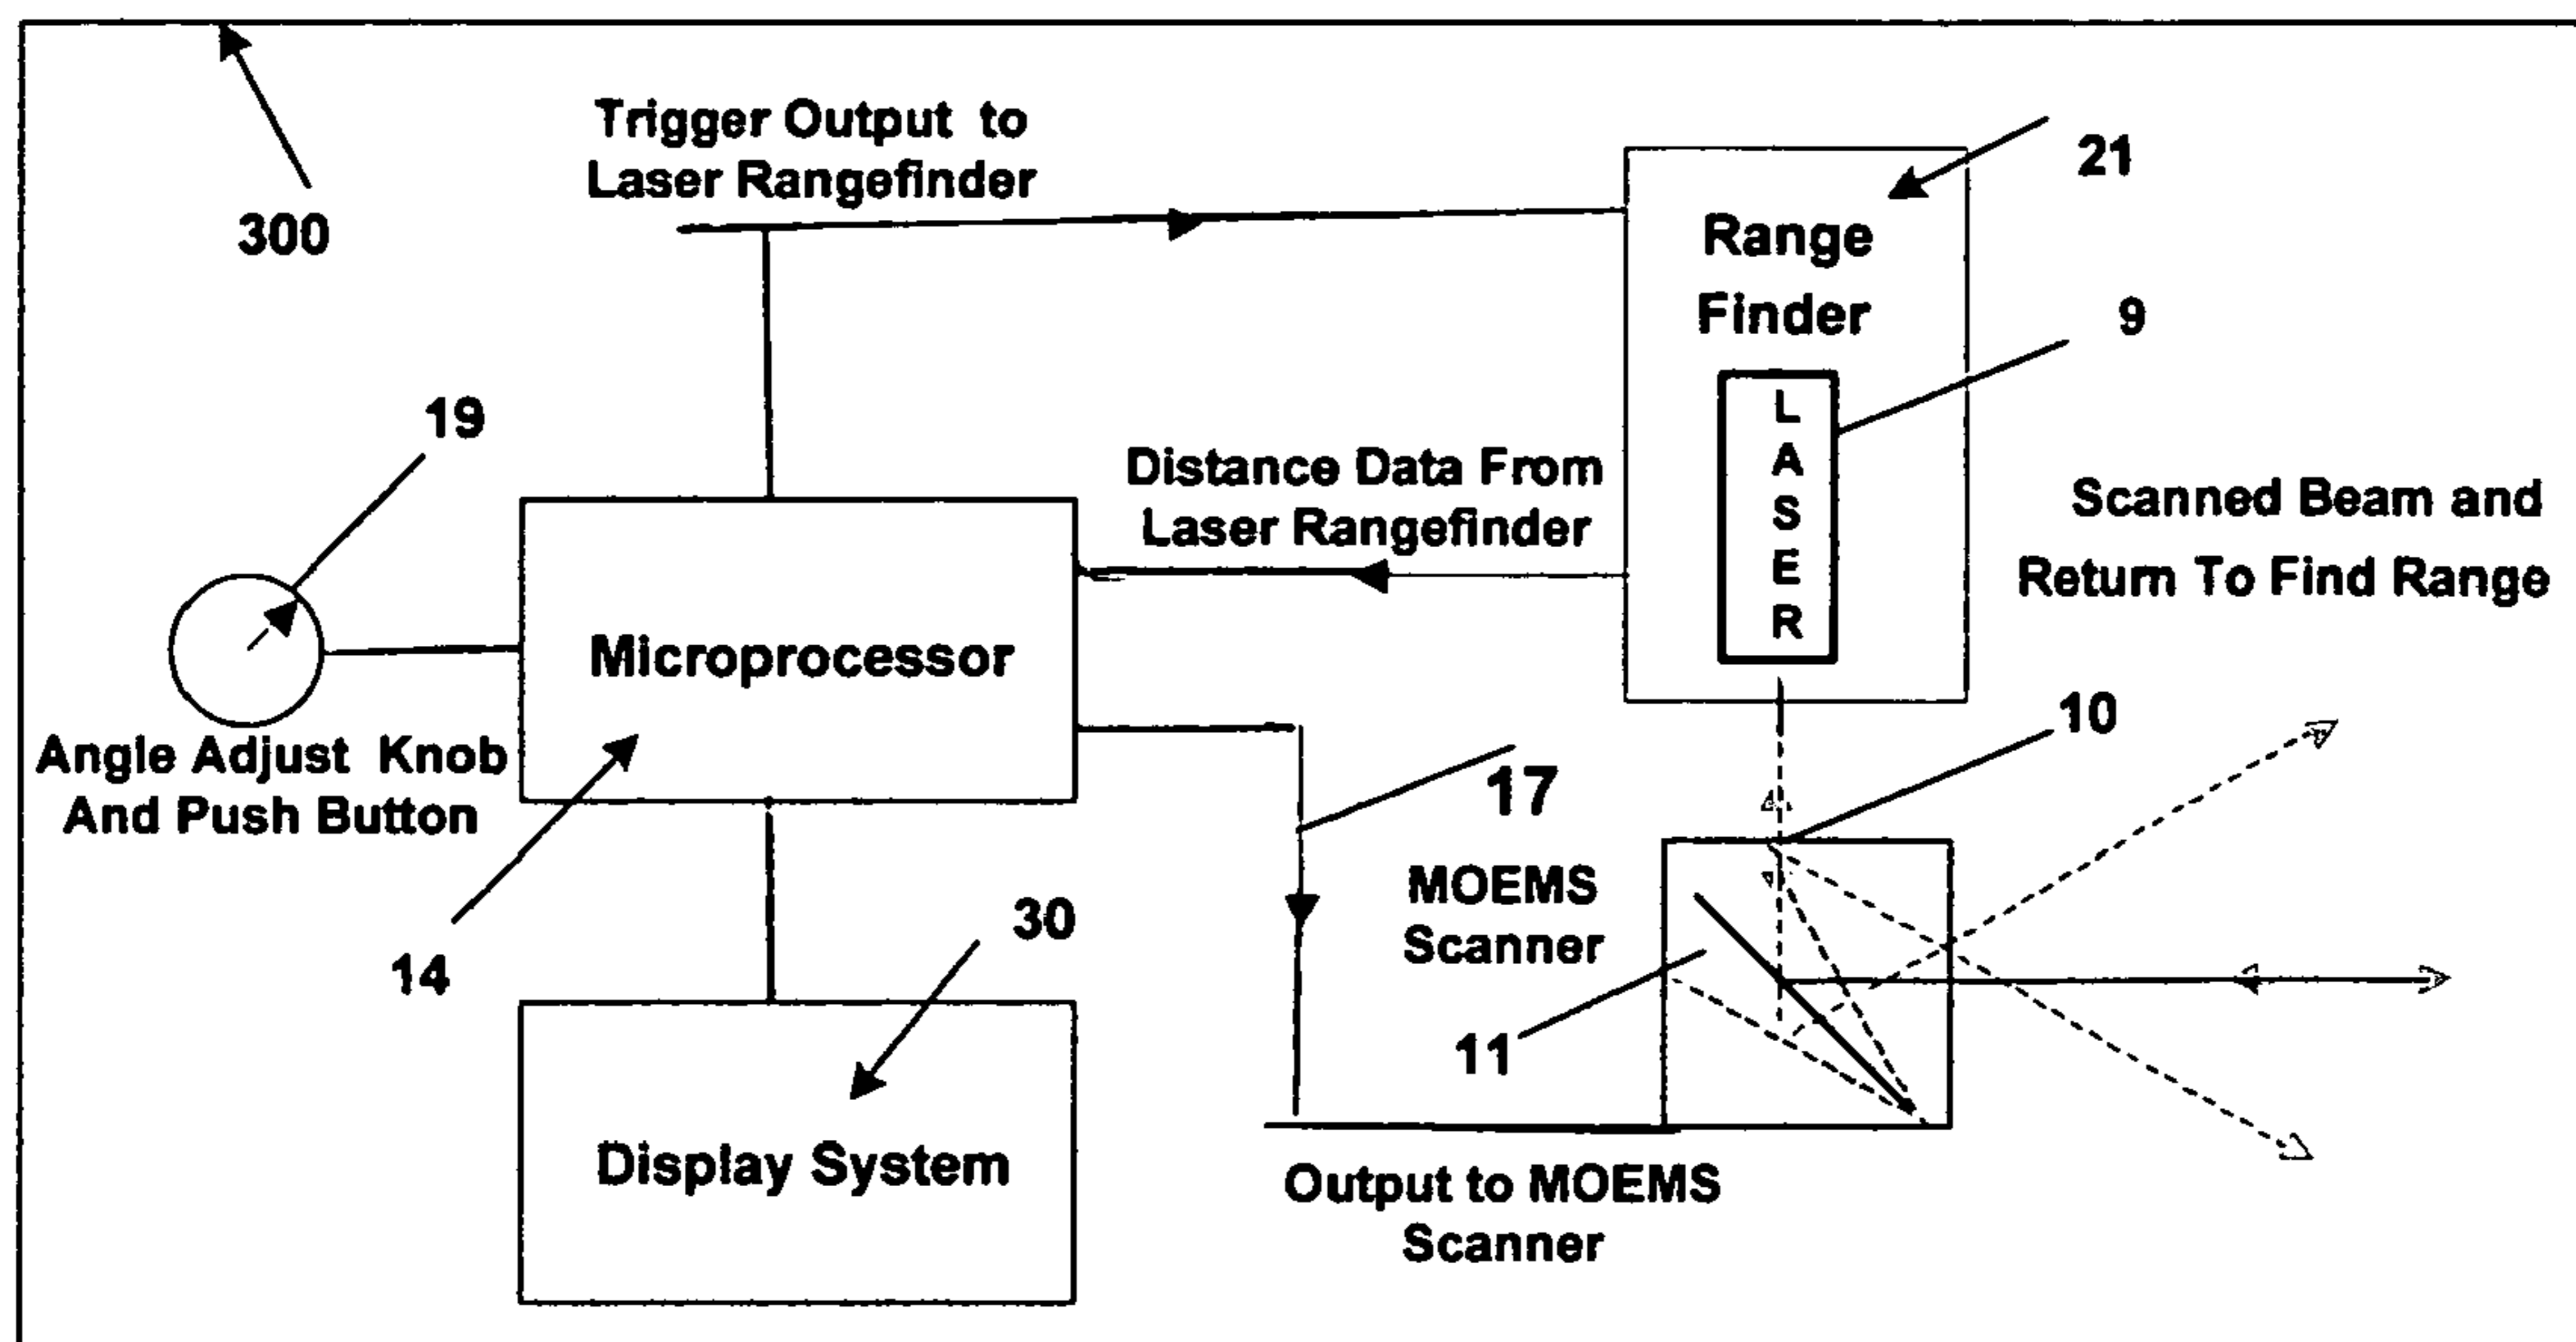 300
Trigger Output to
Laser Rangefinder
21
Range
Finder
9
L
A
S
E
R
19
Distance Data From
Laser Rangefinder
Scanned Beam and
Return To Find Range
Microprocessor
Angle Adjust Knob
And Push Button
10
17
MOEMS
Scanner
14
30
11
Display System
Output to MOEMS
Scanner